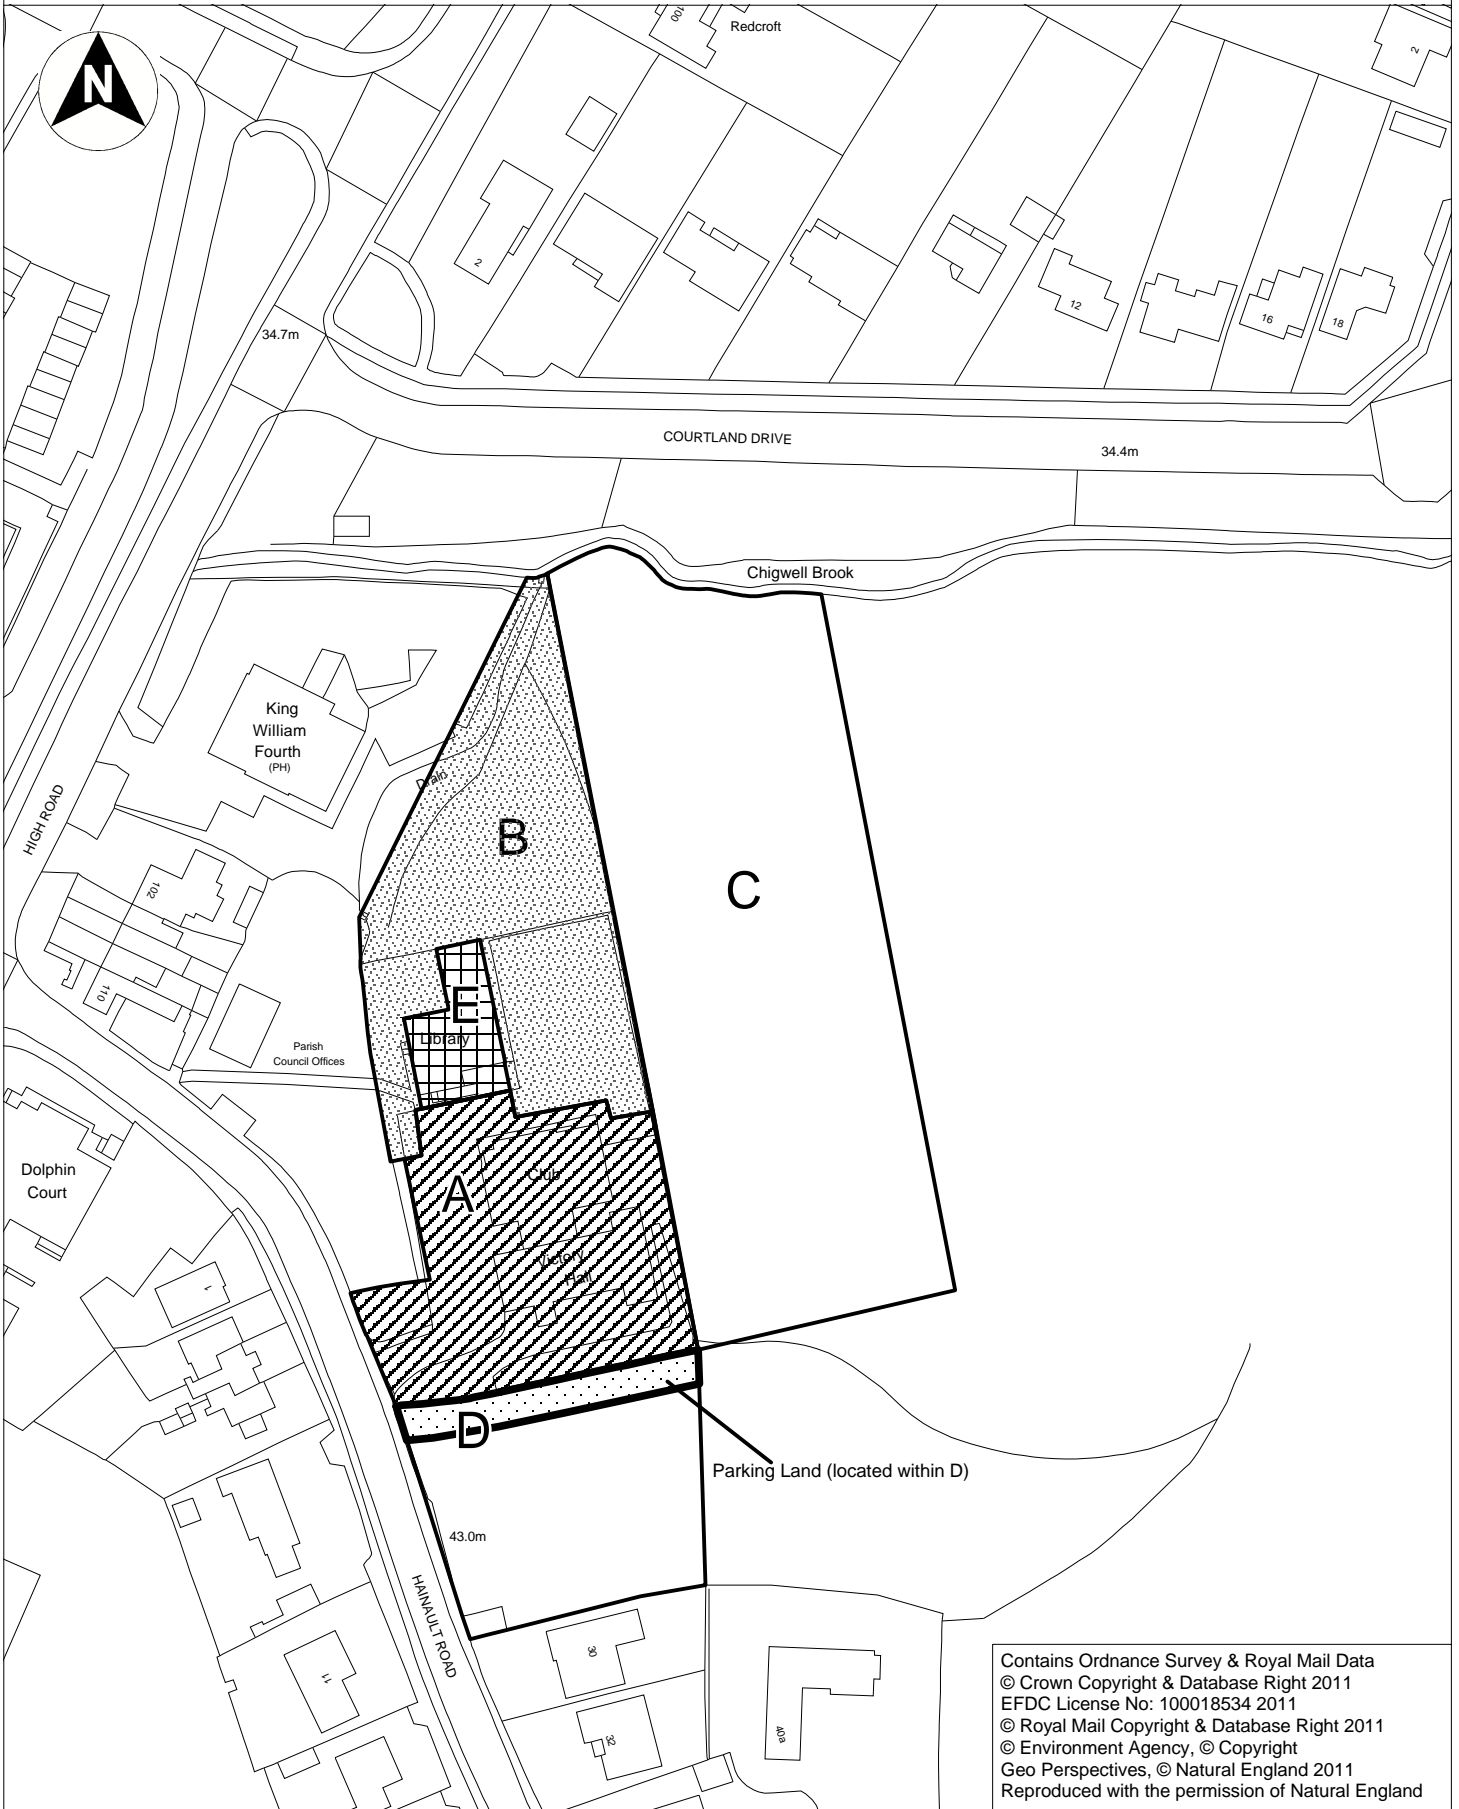 100
Redcroft
2
N
2
34.7m
12
16
18
COURTLAND DRIVE
34.4m
Chigwell Brook
King
William
Fourth
(PH)
Drain
HIGH ROAD
B
C
102
110
E
Library
Parish
Council Offices
Dolphin
Court
A
Club
Victory
Hall
1
D
Parking Land (located within D)
43.0m
HAINAULT ROAD
30
11
32
40a
Contains Ordnance Survey & Royal Mail Data
© Crown Copyright & Database Right 2011
EFDC License No: 100018534 2011
© Royal Mail Copyright & Database Right 2011
© Environment Agency, © Copyright
Geo Perspectives, © Natural England 2011
Reproduced with the permission of Natural England